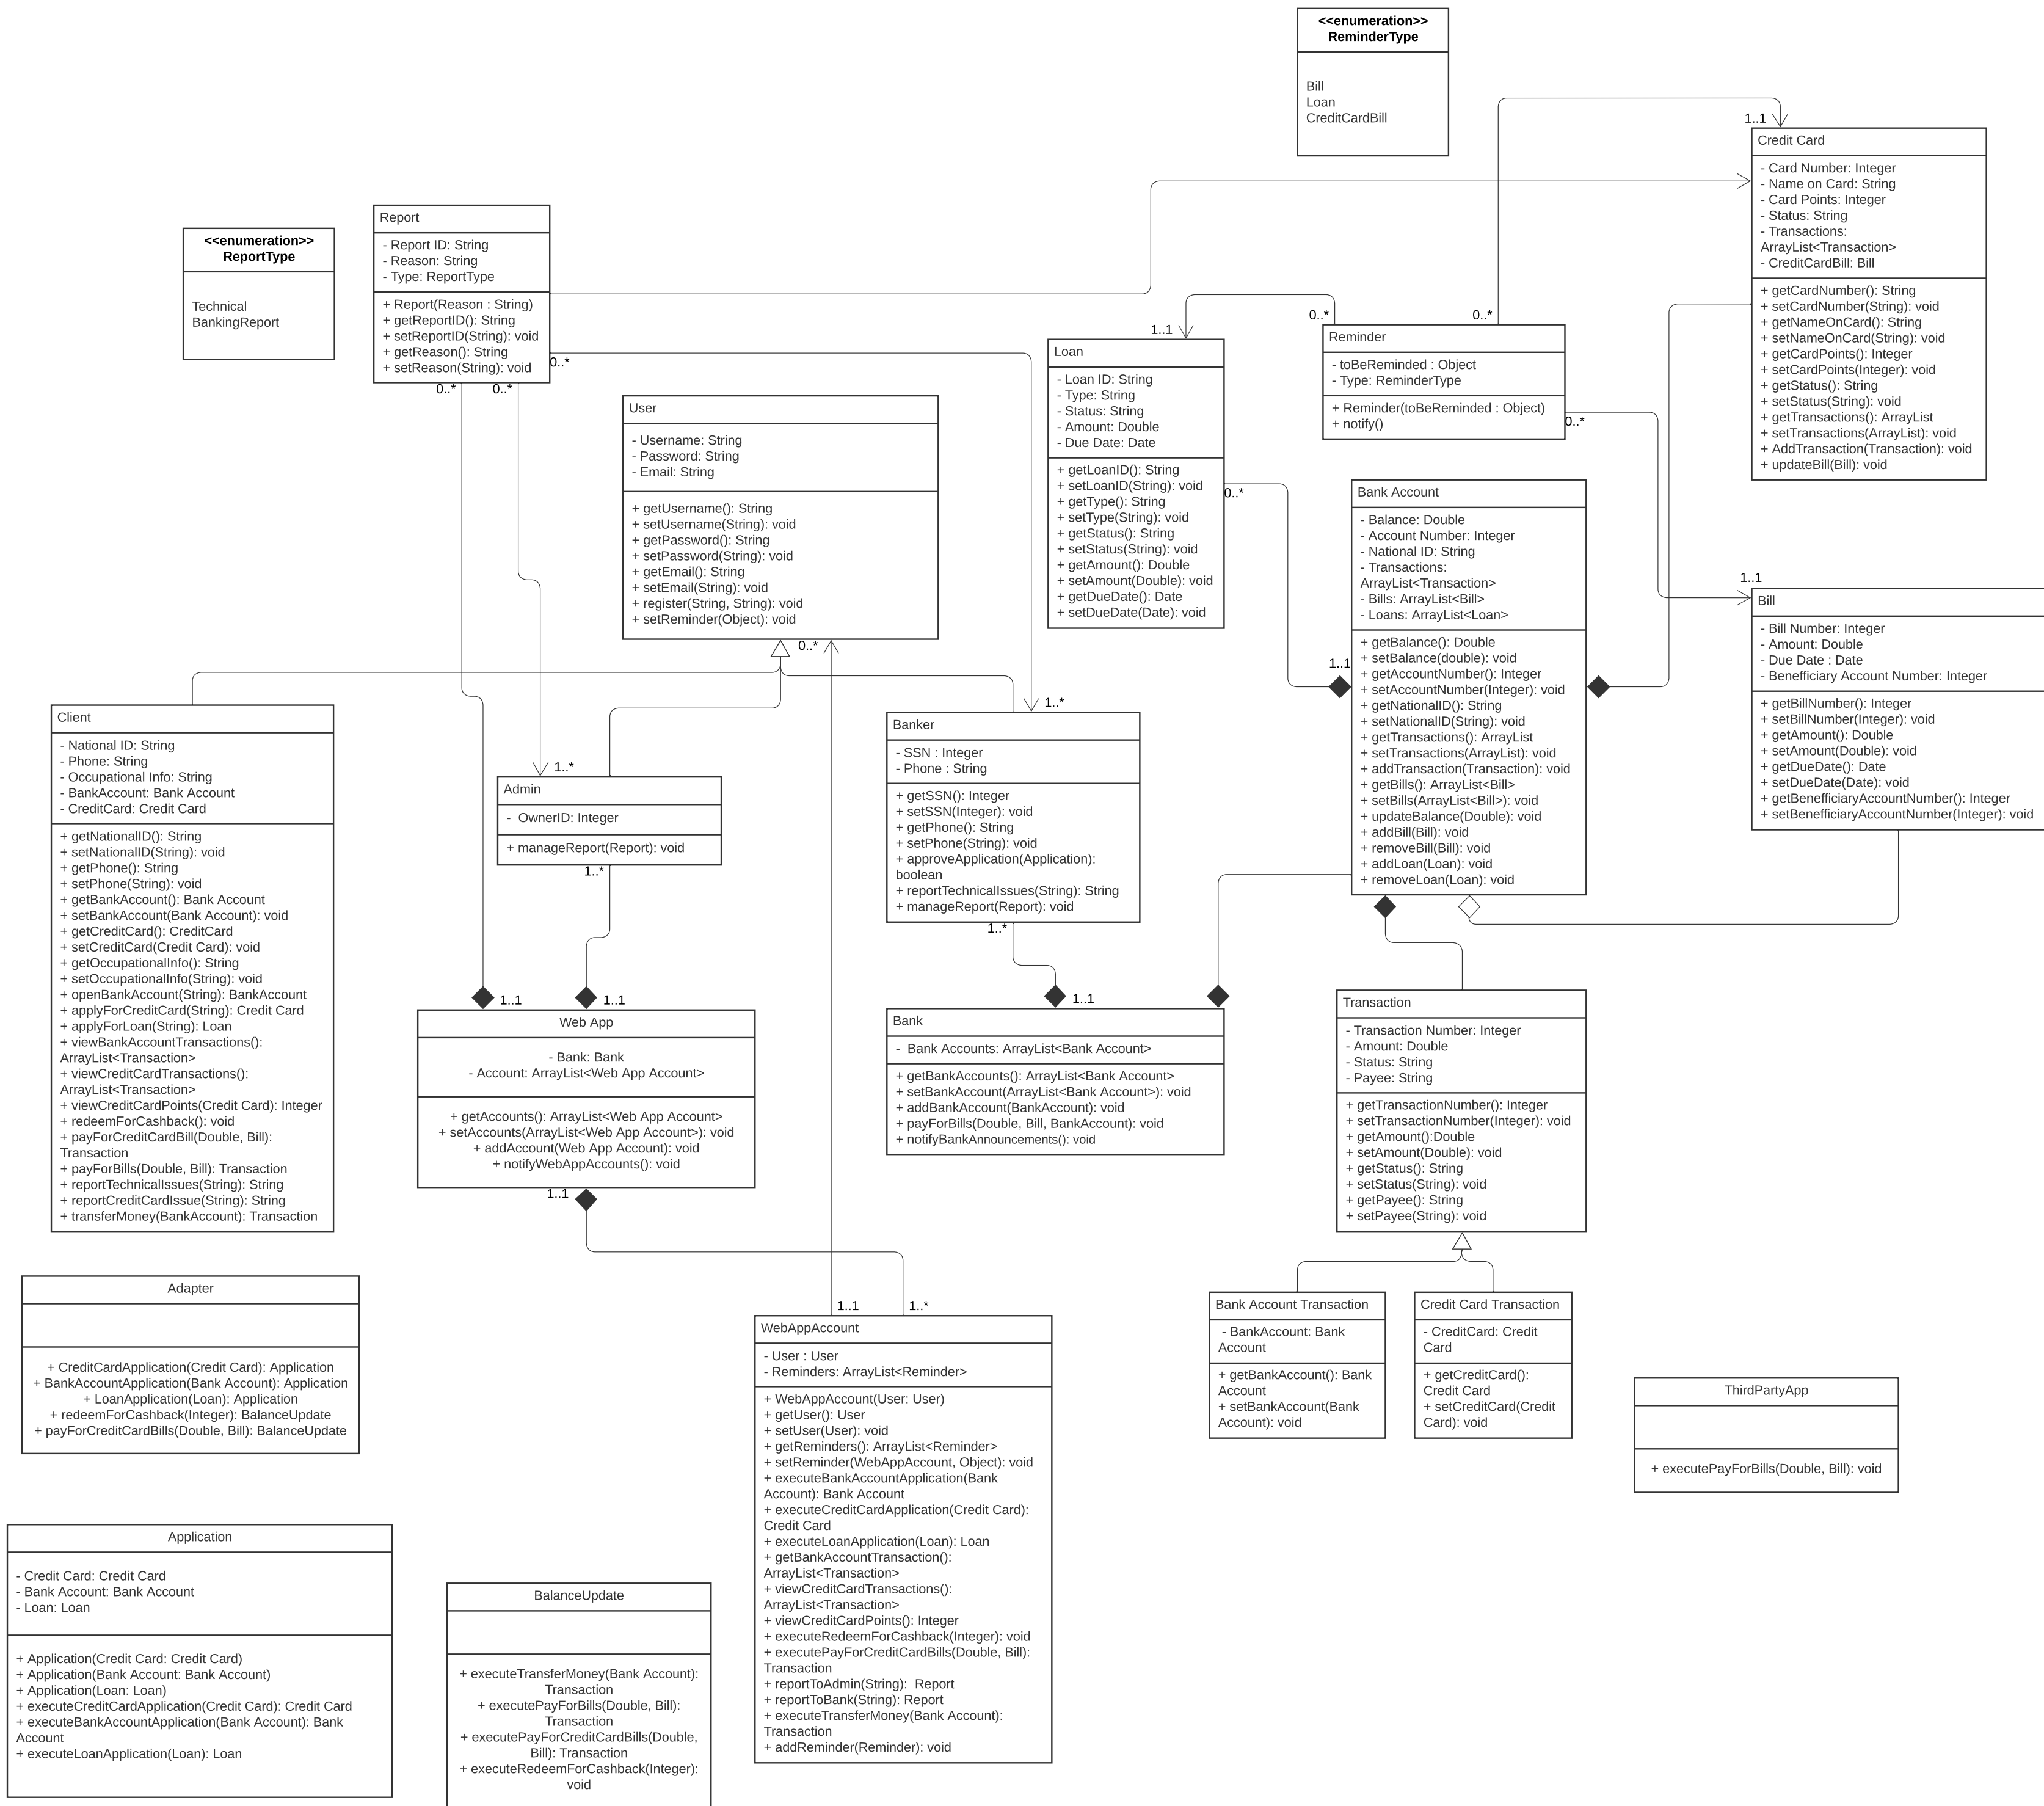 <<enumeration>>
ReminderType
Bill
Loan
CreditCardBill
1..1
Credit Card
- Card Number: Integer
- Name on Card: String
- Card Points: Integer
- Status: String
- Transactions:
ArrayList<Transaction>
- CreditCardBill: Bill
+ getCardNumber(): String
+ setCardNumber(String): void
+ getNameOnCard(): String
+ setNameOnCard(String): void
+ getCardPoints(): Integer
+ setCardPoints(Integer): void
+ getStatus(): String
+ setStatus(String): void
+ getTransactions(): ArrayList
+ setTransactions(ArrayList): void
+ AddTransaction(Transaction): void
+ updateBill(Bill): void
<<enumeration>>
ReportType
Technical
BankingReport
Report
- Report ID: String
- Reason: String
- Type: ReportType
+ Report(Reason : String)
+ getReportID(): String
+ setReportID(String): void
+ getReason(): String
+ setReason(String): void
0..*
0..*
0..*
User
- Username: String
- Password: String
- Email: String
+ getUsername(): String
+ setUsername(String): void
+ getPassword(): String
+ setPassword(String): void
+ getEmail(): String
+ setEmail(String): void
+ register(String, String): void
+ setReminder(Object): void
0..*
1..1
Loan
- Loan ID: String
- Type: String
- Status: String
- Amount: Double
- Due Date: Date
+ getLoanID(): String
+ setLoanID(String): void
+ getType(): String
+ setType(String): void
+ getStatus(): String
+ setStatus(String): void
+ getAmount(): Double
+ setAmount(Double): void
+ getDueDate(): Date
+ setDueDate(Date): void
0..*
0..*
0..*
Reminder
- toBeReminded : Object
- Type: ReminderType
+ Reminder(toBeReminded : Object)
+ notify()
0..*
Bank Account
- Balance: Double
- Account Number: Integer
- National ID: String
- Transactions:
ArrayList<Transaction>
- Bills: ArrayList<Bill>
- Loans: ArrayList<Loan>
+ getBalance(): Double
+ setBalance(double): void
+ getAccountNumber(): Integer
+ setAccountNumber(Integer): void
+ getNationalID(): String
+ setNationalID(String): void
+ getTransactions(): ArrayList
+ setTransactions(ArrayList): void
+ addTransaction(Transaction): void
+ getBills(): ArrayList<Bill>
+ setBills(ArrayList<Bill>): void
+ updateBalance(Double): void
+ addBill(Bill): void
+ removeBill(Bill): void
+ addLoan(Loan): void
+ removeLoan(Loan): void
1..1
1..1
Bill
- Bill Number: Integer
- Amount: Double
- Due Date : Date
- Benefficiary Account Number: Integer
+ getBillNumber(): Integer
+ setBillNumber(Integer): void
+ getAmount(): Double
+ setAmount(Double): void
+ getDueDate(): Date
+ setDueDate(Date): void
+ getBenefficiaryAccountNumber(): Integer
+ setBenefficiaryAccountNumber(Integer): void
Client
- National ID: String
- Phone: String
- Occupational Info: String
- BankAccount: Bank Account
- CreditCard: Credit Card
+ getNationalID(): String
+ setNationalID(String): void
+ getPhone(): String
+ setPhone(String): void
+ getBankAccount(): Bank Account
+ setBankAccount(Bank Account): void
+ getCreditCard(): CreditCard
+ setCreditCard(Credit Card): void
+ getOccupationalInfo(): String
+ setOccupationalInfo(String): void
+ openBankAccount(String): BankAccount
+ applyForCreditCard(String): Credit Card
+ applyForLoan(String): Loan
+ viewBankAccountTransactions():
ArrayList<Transaction>
+ viewCreditCardTransactions():
ArrayList<Transaction>
+ viewCreditCardPoints(Credit Card): Integer
+ redeemForCashback(): void
+ payForCreditCardBill(Double, Bill):
Transaction
+ payForBills(Double, Bill): Transaction
+ reportTechnicalIssues(String): String
+ reportCreditCardIssue(String): String
+ transferMoney(BankAccount): Transaction
1..*
Admin
-  OwnerID: Integer
+ manageReport(Report): void
1..*
1..*
Banker
- SSN : Integer
- Phone : String
+ getSSN(): Integer
+ setSSN(Integer): void
+ getPhone(): String
+ setPhone(String): void
+ approveApplication(Application):
boolean
+ reportTechnicalIssues(String): String
+ manageReport(Report): void
1..*
1..1
1..1
Web App
- Bank: Bank
- Account: ArrayList<Web App Account>
+ getAccounts(): ArrayList<Web App Account>
+ setAccounts(ArrayList<Web App Account>): void
+ addAccount(Web App Account): void
+ notifyWebAppAccounts(): void
1..1
1..1
Bank
-  Bank Accounts: ArrayList<Bank Account>
+ getBankAccounts(): ArrayList<Bank Account>
+ setBankAccount(ArrayList<Bank Account>): void
+ addBankAccount(BankAccount): void
+ payForBills(Double, Bill, BankAccount): void
+ notifyBankAnnouncements(): void
Transaction
- Transaction Number: Integer
- Amount: Double
- Status: String
- Payee: String
+ getTransactionNumber(): Integer
+ setTransactionNumber(Integer): void
+ getAmount():Double
+ setAmount(Double): void
+ getStatus(): String
+ setStatus(String): void
+ getPayee(): String
+ setPayee(String): void
Adapter
+ CreditCardApplication(Credit Card): Application
+ BankAccountApplication(Bank Account): Application
+ LoanApplication(Loan): Application
+ redeemForCashback(Integer): BalanceUpdate
+ payForCreditCardBills(Double, Bill): BalanceUpdate
1..1
1..*
WebAppAccount
- User : User
- Reminders: ArrayList<Reminder>
+ WebAppAccount(User: User)
+ getUser(): User
+ setUser(User): void
+ getReminders(): ArrayList<Reminder>
+ setReminder(WebAppAccount, Object): void
+ executeBankAccountApplication(Bank
Account): Bank Account
+ executeCreditCardApplication(Credit Card):
Credit Card
+ executeLoanApplication(Loan): Loan
+ getBankAccountTransaction():
ArrayList<Transaction>
+ viewCreditCardTransactions():
ArrayList<Transaction>
+ viewCreditCardPoints(): Integer
+ executeRedeemForCashback(Integer): void
+ executePayForCreditCardBills(Double, Bill):
Transaction
+ reportToAdmin(String):  Report
+ reportToBank(String): Report
+ executeTransferMoney(Bank Account):
Transaction
+ addReminder(Reminder): void
Bank Account Transaction
- BankAccount: Bank
Account
+ getBankAccount(): Bank
Account
+ setBankAccount(Bank
Account): void
Credit Card Transaction
- CreditCard: Credit
Card
+ getCreditCard():
Credit Card
+ setCreditCard(Credit
Card): void
ThirdPartyApp
+ executePayForBills(Double, Bill): void
Application
- Credit Card: Credit Card
- Bank Account: Bank Account
- Loan: Loan
+ Application(Credit Card: Credit Card)
+ Application(Bank Account: Bank Account)
+ Application(Loan: Loan)
+ executeCreditCardApplication(Credit Card): Credit Card
+ executeBankAccountApplication(Bank Account): Bank
Account
+ executeLoanApplication(Loan): Loan
BalanceUpdate
+ executeTransferMoney(Bank Account):
Transaction
+ executePayForBills(Double, Bill):
Transaction
+ executePayForCreditCardBills(Double,
Bill): Transaction
+ executeRedeemForCashback(Integer):
void